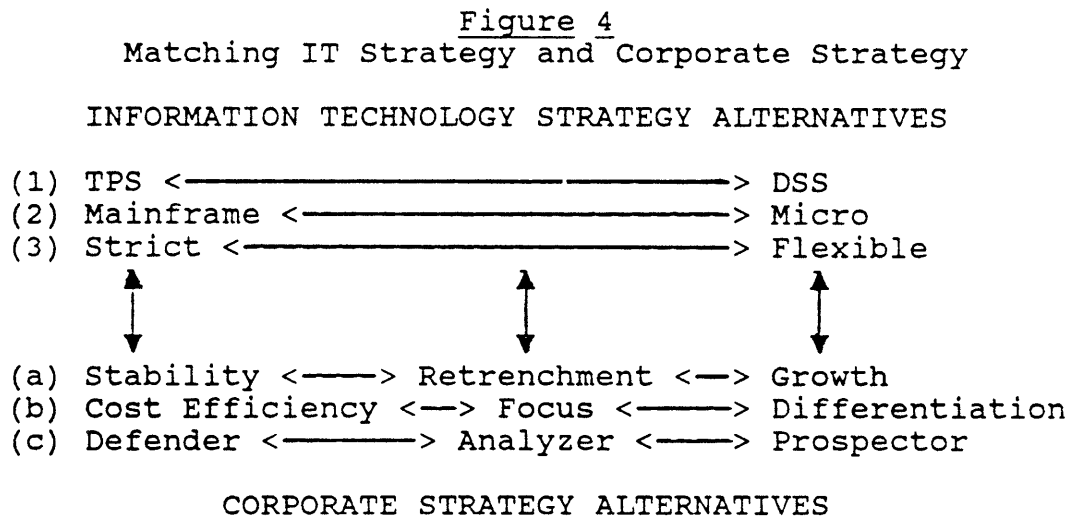 Figure 4
Matching IT Strategy and Corporate Strategy
INFORMATION TECHNOLOGY STRATEGY ALTERNATIVES
(1) TPS <——————> DSS
(2) Mainframe <——————> Micro
(3) Strict <——————> Flexible
(a) Stability <———> Retrenchment <—> Growth
(b) Cost Efficiency <—> Focus <———> Differentiation
(c) Defender <————> Analyzer <———> Prospector
CORPORATE STRATEGY ALTERNATIVES